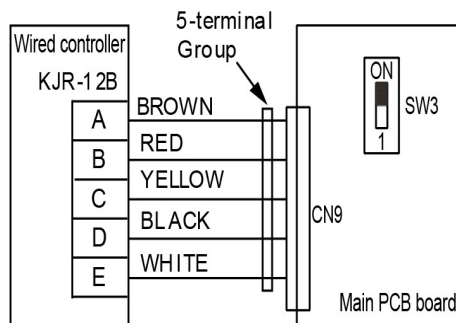 5-terminal
Group
Wired controller
KJR-12B
A
BROWN
B
RED
C
YELLOW
D
BLACK
E
WHITE
CN9
ON
SW3
1
Main PCB board